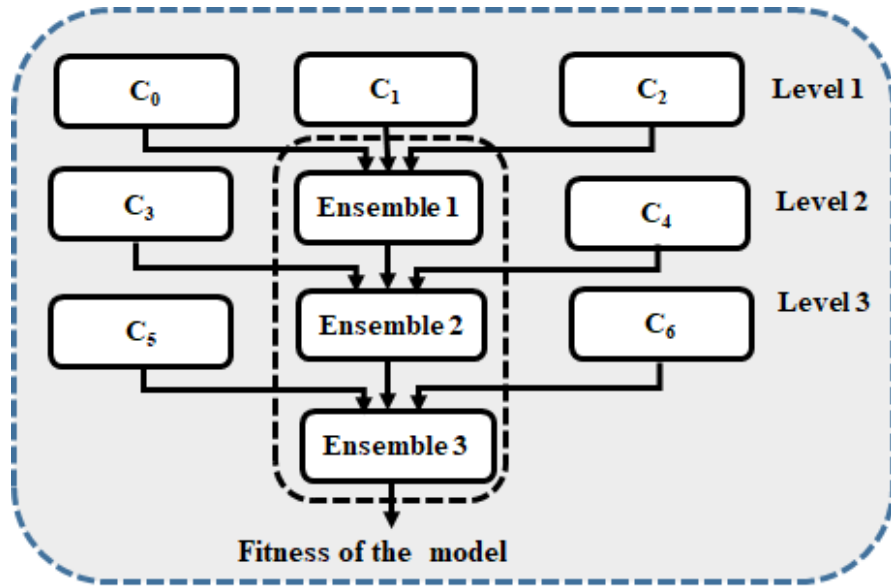 C₀
C₁
C₂
Level 1
C₃
Ensemble 1
C₄
Level 2
C₅
Ensemble 2
C₆
Level 3
Ensemble 3
Fitness of the model